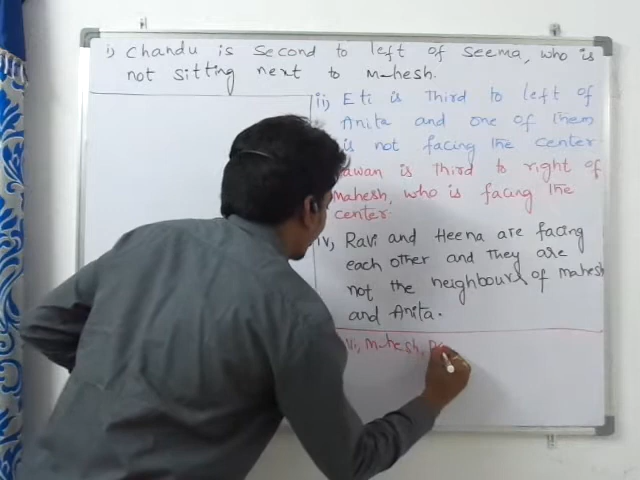 i) Chandu is Second to left of Seema, who is
not sitting next to Mahesh.
ii) Eti is Third to left of
Anita and one of Them
is not facing The center
awan is Third to right of
Mahesh, who is facing The
center.
iv, Ravi and Heena are facing
each other and They are
not the neighbours of Mahesh
and Anita.
vi, Mahesh,